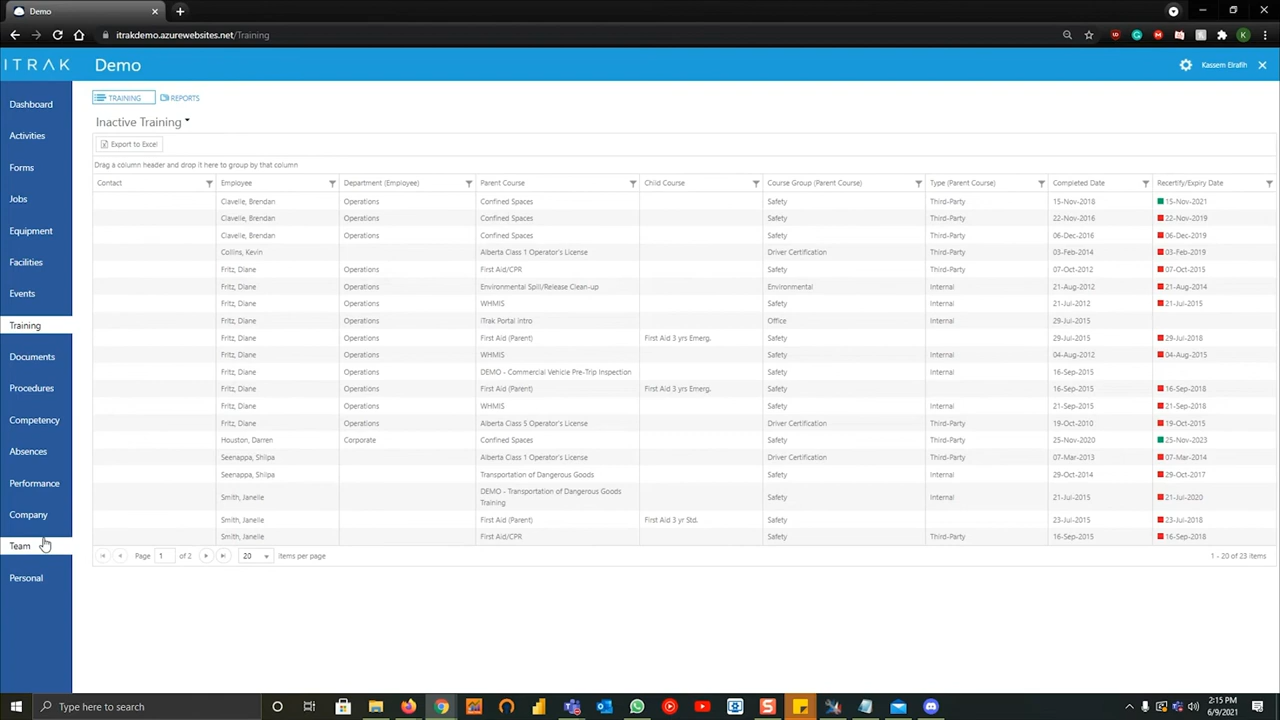 Demo
itrakdemo.azurewebsites.net/Training
ITRAK Demo Kassem Elrafih
Dashboard
Activities
Forms
Jobs
Equipment
Facilities
Events
Training
Documents
Procedures
Competency
Absences
Performance
Company
Team
Personal
TRAINING REPORTS
Inactive Training
Export to Excel
Drag a column header and drop it here to group by that column
Contact Employee Department (Employee) Parent Course Child Course Course Group (Parent Course) Type (Parent Course) Completed Date Recertify/Expiry Date
Clavelle, Brendan Operations Confined Spaces Safety Third-Party 15-Nov-2018 15-Nov-2021
Clavelle, Brendan Operations Confined Spaces Safety Third-Party 22-Nov-2016 22-Nov-2019
Clavelle, Brendan Operations Confined Spaces Safety Third-Party 06-Dec-2016 06-Dec-2019
Collins, Kevin Alberta Class 1 Operator's License Driver Certification Third-Party 03-Feb-2014 03-Feb-2019
Fritz, Diane Operations First Aid/CPR Safety Third-Party 07-Oct-2012 07-Oct-2015
Fritz, Diane Operations Environmental Spill/Release Clean-up Environmental Internal 21-Aug-2012 21-Aug-2014
Fritz, Diane Operations WHMIS Safety Internal 21-Jul-2012 21-Jul-2015
Fritz, Diane Operations iTrak Portal Intro Office Internal 29-Jul-2015
Fritz, Diane Operations First Aid (Parent) First Aid 3 yrs Emerg. Safety 29-Jul-2015 29-Jul-2018
Fritz, Diane Operations WHMIS Safety Internal 04-Aug-2012 04-Aug-2015
Fritz, Diane Operations DEMO - Commercial Vehicle Pre-Trip Inspection Safety Internal 16-Sep-2015
Fritz, Diane Operations First Aid (Parent) First Aid 3 yrs Emerg. Safety 16-Sep-2015 16-Sep-2018
Fritz, Diane Operations WHMIS Safety Internal 21-Sep-2015 21-Sep-2018
Fritz, Diane Operations Alberta Class 5 Operator's License Driver Certification Third-Party 19-Oct-2010 19-Oct-2015
Houston, Darren Corporate Confined Spaces Safety Third-Party 25-Nov-2020 25-Nov-2023
Seenappa, Shilpa Alberta Class 1 Operator's License Driver Certification Third-Party 07-Mar-2013 07-Mar-2014
Seenappa, Shilpa Transportation of Dangerous Goods Safety Internal 29-Oct-2014 29-Oct-2017
Smith, Janelle DEMO - Transportation of Dangerous Goods Training Safety Internal 21-Jul-2015 21-Jul-2020
Smith, Janelle First Aid (Parent) First Aid 3 yr Std. Safety 23-Jul-2015 23-Jul-2018
Smith, Janelle First Aid/CPR Safety Third-Party 16-Sep-2015 16-Sep-2018
Page 1 of 2 20 items per page 1 - 20 of 23 items
Type here to search
2:15 PM
6/9/2021